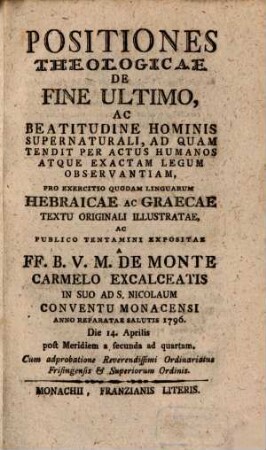 POSITIONES
THEOLOGICAE
DE
FINE ULTIMO,
AC
BEATITUDINE HOMINIS
SUPERNATURALI, AD QUAM
TENDIT PER ACTUS HUMANOS
ATQUE EXACTAM LEGUM
OBSERVANTIAM,
PRO EXERCITIO QUODAM LINGUARUM
HEBRAICAE AC GRAECAE
TEXTU ORIGINALI ILLUSTRATAE,
AC
PUBLICO TENTAMINI EXPOSITAE
A
FF. B. V. M. DE MONTE
CARMELO EXCALCEATIS
IN SUO AD S. NICOLAUM
CONVENTU MONACENSI
ANNO REPARATAE SALUTIS 1796.
Die 14. Aprilis
post Meridiem a secunda ad quartam.
Cum adprobatione Reverendissimi Ordinariatus
Frisingensis & Superiorum Ordinis.
MONACHII, FRANZIANIS LITERIS.